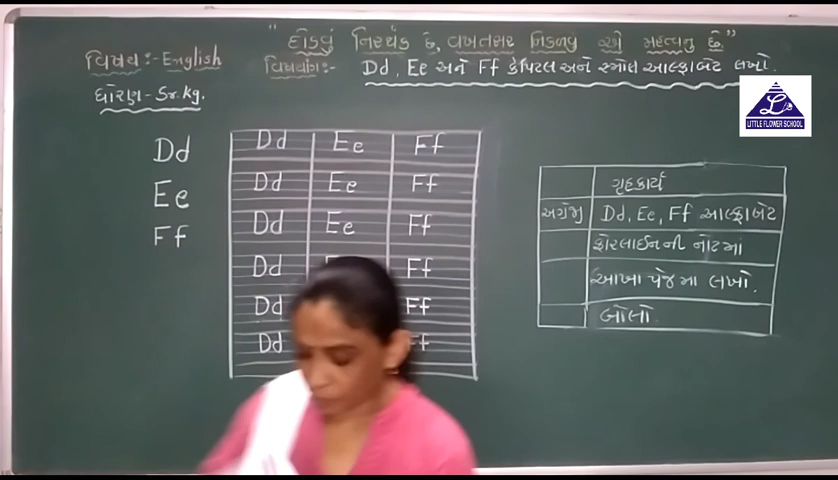 "દોડવું નિરર્થક છે, વખતસર નિકળવું એ મહત્વનુ છે."
વિષય:- English
વિષયાંગ:- Dd, Ee અને Ff કેપિટલ અને સ્મોલ આલ્ફાબેટ લખો.
ધોરણ - Sr.kg.
LITTLE FLOWER SCHOOL
Dd
Ee
Ff
Dd Ee Ff
Dd Ee Ff
Dd Ee Ff
Dd Ff
Dd Ff
Dd Ff
ગૃહકાર્ય
અંગ્રેજી Dd, Ee, Ff આલ્ફાબેટ
ફોરલાઈન ની નોટમા
આખા પેજ મા લખો.
બોલો.